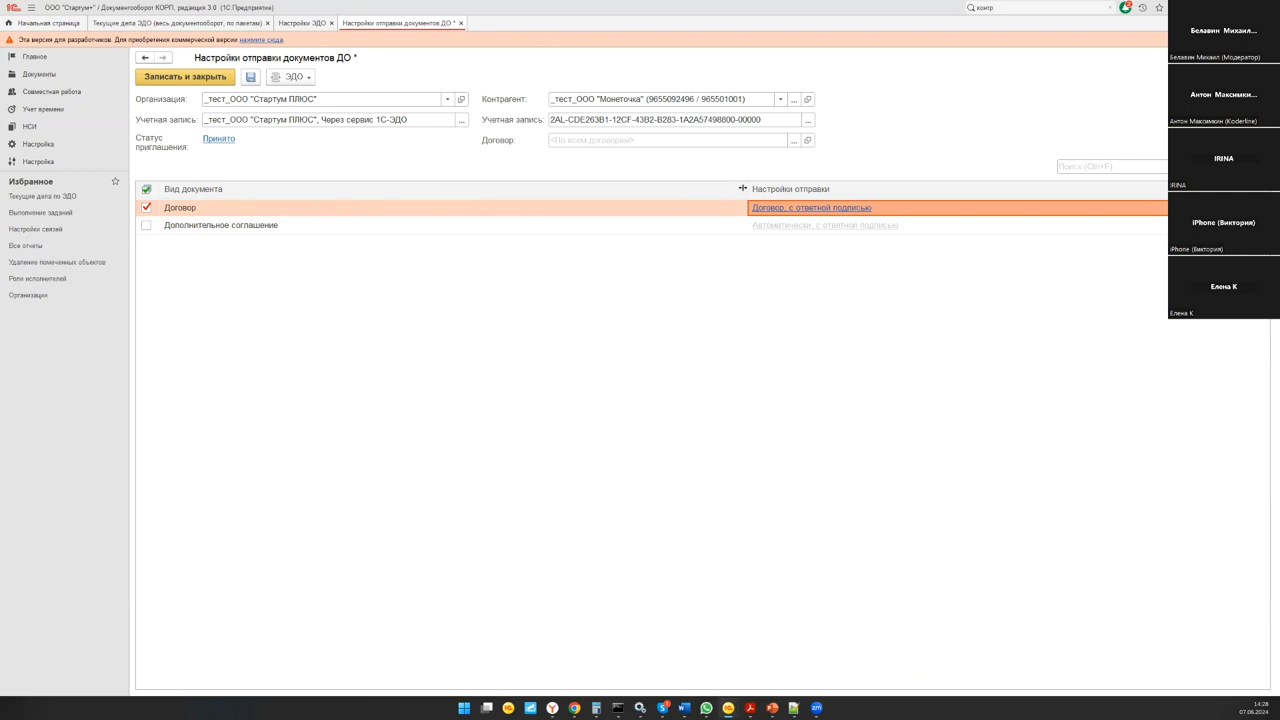 ООО "Стартум+" / Документооборот КОРП, редакция 3.0 (1С:Предприятие)
контр
2
Начальная страница
Текущие дела ЭДО (весь документооборот, по пакетам) ×
Настройки ЭДО ×
Настройки отправки документов ДО * ×
Эта версия для разработчиков. Для приобретения коммерческой версии нажмите сюда.
Главное
Документы
Совместная работа
Учет времени
НСИ
Настройка
Настройка
Избранное
Текущие дела по ЭДО
Выполнение заданий
Настройки связей
Все отчеты
Удаление помеченных объектов
Роли исполнителей
Организации
Настройки отправки документов ДО *
Записать и закрыть
ЭДО
Организация: _тест_ООО "Стартум ПЛЮС"
Контрагент: _тест_ООО "Монеточка" (9655092496 / 965501001) ...
Учетная запись: _тест_ООО "Стартум ПЛЮС", Через сервис 1С-ЭДО ...
Учетная запись: 2AL-CDE263B1-12CF-43B2-B283-1A2A57498800-00000 ...
Статус приглашения: Принято
Договор: <По всем договорам> ...
Поиск (Ctrl+F)
Вид документа
Настройки отправки
Договор
Договор, с ответной подписью
Дополнительное соглашение
Автоматически, с ответной подписью
Белавин Михаил...
Белавин Михаил (Модератор)
Антон Максимки...
Антон Максимкин (Koderline)
IRINA
IRINA
iPhone (Виктория)
iPhone (Виктория)
Елена К
Елена К
14:28
07.08.2024